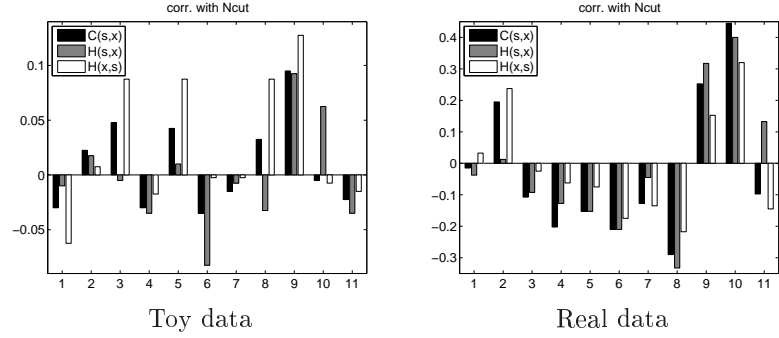 corr. with Ncut
C(s,x)
H(s,x)
H(x,s)
0.1
0.05
0
−0.05
1 2 3 4 5 6 7 8 9 10 11
Toy data
corr. with Ncut
C(s,x)
H(s,x)
H(x,s)
0.4
0.3
0.2
0.1
0
−0.1
−0.2
−0.3
1 2 3 4 5 6 7 8 9 10 11
Real data